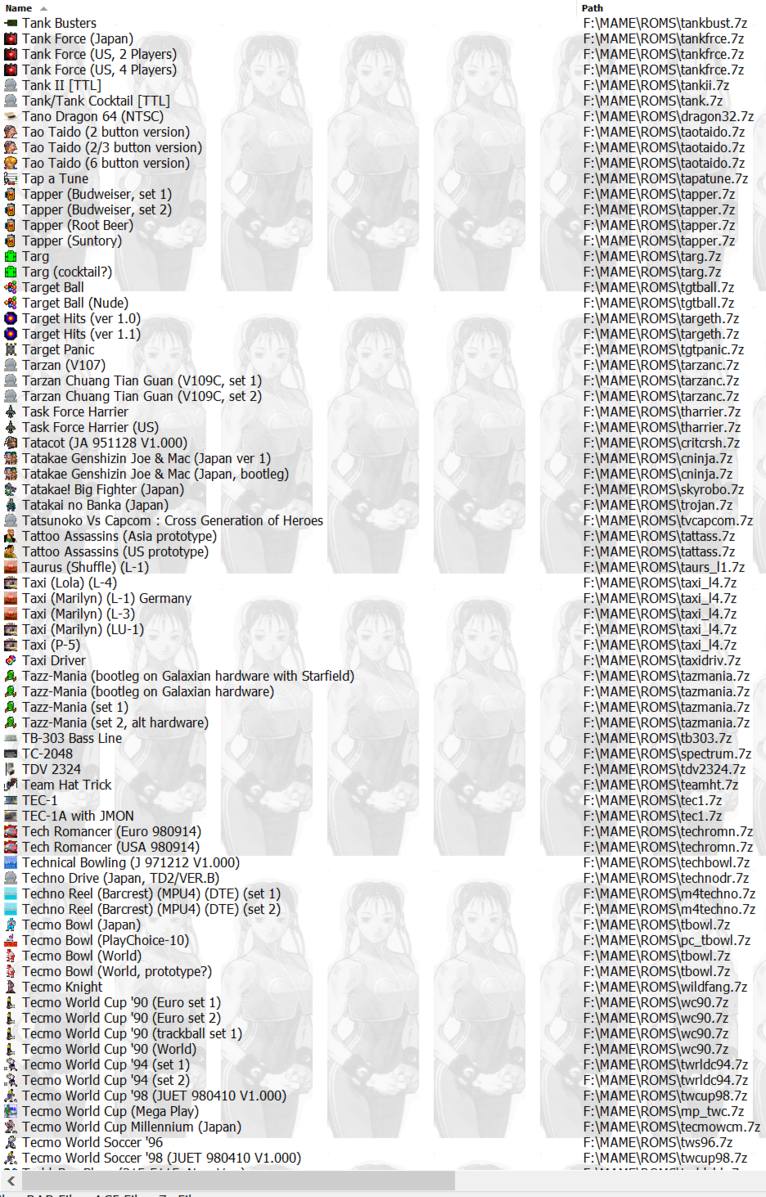 Name Path
Tank Busters F:\MAME\ROMS\tankbust.7z
Tank Force (Japan) F:\MAME\ROMS\tankfrce.7z
Tank Force (US, 2 Players) F:\MAME\ROMS\tankfrce.7z
Tank Force (US, 4 Players) F:\MAME\ROMS\tankfrce.7z
Tank II [TTL] F:\MAME\ROMS\tankii.7z
Tank/Tank Cocktail [TTL] F:\MAME\ROMS\tank.7z
Tano Dragon 64 (NTSC) F:\MAME\ROMS\dragon32.7z
Tao Taido (2 button version) F:\MAME\ROMS\taotaido.7z
Tao Taido (2/3 button version) F:\MAME\ROMS\taotaido.7z
Tao Taido (6 button version) F:\MAME\ROMS\taotaido.7z
Tap a Tune F:\MAME\ROMS\tapatune.7z
Tapper (Budweiser, set 1) F:\MAME\ROMS\tapper.7z
Tapper (Budweiser, set 2) F:\MAME\ROMS\tapper.7z
Tapper (Root Beer) F:\MAME\ROMS\tapper.7z
Tapper (Suntory) F:\MAME\ROMS\tapper.7z
Targ F:\MAME\ROMS\targ.7z
Targ (cocktail?) F:\MAME\ROMS\targ.7z
Target Ball F:\MAME\ROMS\tgtball.7z
Target Ball (Nude) F:\MAME\ROMS\tgtball.7z
Target Hits (ver 1.0) F:\MAME\ROMS\targeth.7z
Target Hits (ver 1.1) F:\MAME\ROMS\targeth.7z
Target Panic F:\MAME\ROMS\tgtpanic.7z
Tarzan (V107) F:\MAME\ROMS\tarzanc.7z
Tarzan Chuang Tian Guan (V109C, set 1) F:\MAME\ROMS\tarzanc.7z
Tarzan Chuang Tian Guan (V109C, set 2) F:\MAME\ROMS\tarzanc.7z
Task Force Harrier F:\MAME\ROMS\tharrier.7z
Task Force Harrier (US) F:\MAME\ROMS\tharrier.7z
Tatacot (JA 951128 V1.000) F:\MAME\ROMS\critcrsh.7z
Tatakae Genshizin Joe & Mac (Japan ver 1) F:\MAME\ROMS\cninja.7z
Tatakae Genshizin Joe & Mac (Japan, bootleg) F:\MAME\ROMS\cninja.7z
Tatakae! Big Fighter (Japan) F:\MAME\ROMS\skyrobo.7z
Tatakai no Banka (Japan) F:\MAME\ROMS\trojan.7z
Tatsunoko Vs Capcom : Cross Generation of Heroes F:\MAME\ROMS\tvcapcom.7z
Tattoo Assassins (Asia prototype) F:\MAME\ROMS\tattass.7z
Tattoo Assassins (US prototype) F:\MAME\ROMS\tattass.7z
Taurus (Shuffle) (L-1) F:\MAME\ROMS\taurs_l1.7z
Taxi (Lola) (L-4) F:\MAME\ROMS\taxi_l4.7z
Taxi (Marilyn) (L-1) Germany F:\MAME\ROMS\taxi_l4.7z
Taxi (Marilyn) (L-3) F:\MAME\ROMS\taxi_l4.7z
Taxi (Marilyn) (LU-1) F:\MAME\ROMS\taxi_l4.7z
Taxi (P-5) F:\MAME\ROMS\taxi_l4.7z
Taxi Driver F:\MAME\ROMS\taxidriv.7z
Tazz-Mania (bootleg on Galaxian hardware with Starfield) F:\MAME\ROMS\tazmania.7z
Tazz-Mania (bootleg on Galaxian hardware) F:\MAME\ROMS\tazmania.7z
Tazz-Mania (set 1) F:\MAME\ROMS\tazmania.7z
Tazz-Mania (set 2, alt hardware) F:\MAME\ROMS\tazmania.7z
TB-303 Bass Line F:\MAME\ROMS\tb303.7z
TC-2048 F:\MAME\ROMS\spectrum.7z
TDV 2324 F:\MAME\ROMS\tdv2324.7z
Team Hat Trick F:\MAME\ROMS\teamht.7z
TEC-1 F:\MAME\ROMS\tec1.7z
TEC-1A with JMON F:\MAME\ROMS\tec1.7z
Tech Romancer (Euro 980914) F:\MAME\ROMS\techromn.7z
Tech Romancer (USA 980914) F:\MAME\ROMS\techromn.7z
Technical Bowling (J 971212 V1.000) F:\MAME\ROMS\techbowl.7z
Techno Drive (Japan, TD2/VER.B) F:\MAME\ROMS\technodr.7z
Techno Reel (Barcrest) (MPU4) (DTE) (set 1) F:\MAME\ROMS\m4techno.7z
Techno Reel (Barcrest) (MPU4) (DTE) (set 2) F:\MAME\ROMS\m4techno.7z
Tecmo Bowl (Japan) F:\MAME\ROMS\tbowl.7z
Tecmo Bowl (PlayChoice-10) F:\MAME\ROMS\pc_tbowl.7z
Tecmo Bowl (World) F:\MAME\ROMS\tbowl.7z
Tecmo Bowl (World, prototype?) F:\MAME\ROMS\tbowl.7z
Tecmo Knight F:\MAME\ROMS\wildfang.7z
Tecmo World Cup '90 (Euro set 1) F:\MAME\ROMS\wc90.7z
Tecmo World Cup '90 (Euro set 2) F:\MAME\ROMS\wc90.7z
Tecmo World Cup '90 (trackball set 1) F:\MAME\ROMS\wc90.7z
Tecmo World Cup '90 (World) F:\MAME\ROMS\wc90.7z
Tecmo World Cup '94 (set 1) F:\MAME\ROMS\twrldc94.7z
Tecmo World Cup '94 (set 2) F:\MAME\ROMS\twrldc94.7z
Tecmo World Cup '98 (JUET 980410 V1.000) F:\MAME\ROMS\twcup98.7z
Tecmo World Cup (Mega Play) F:\MAME\ROMS\mp_twc.7z
Tecmo World Cup Millennium (Japan) F:\MAME\ROMS\tecmowcm.7z
Tecmo World Soccer '96 F:\MAME\ROMS\tws96.7z
Tecmo World Soccer '98 (JUET 980410 V1.000) F:\MAME\ROMS\twcup98.7z